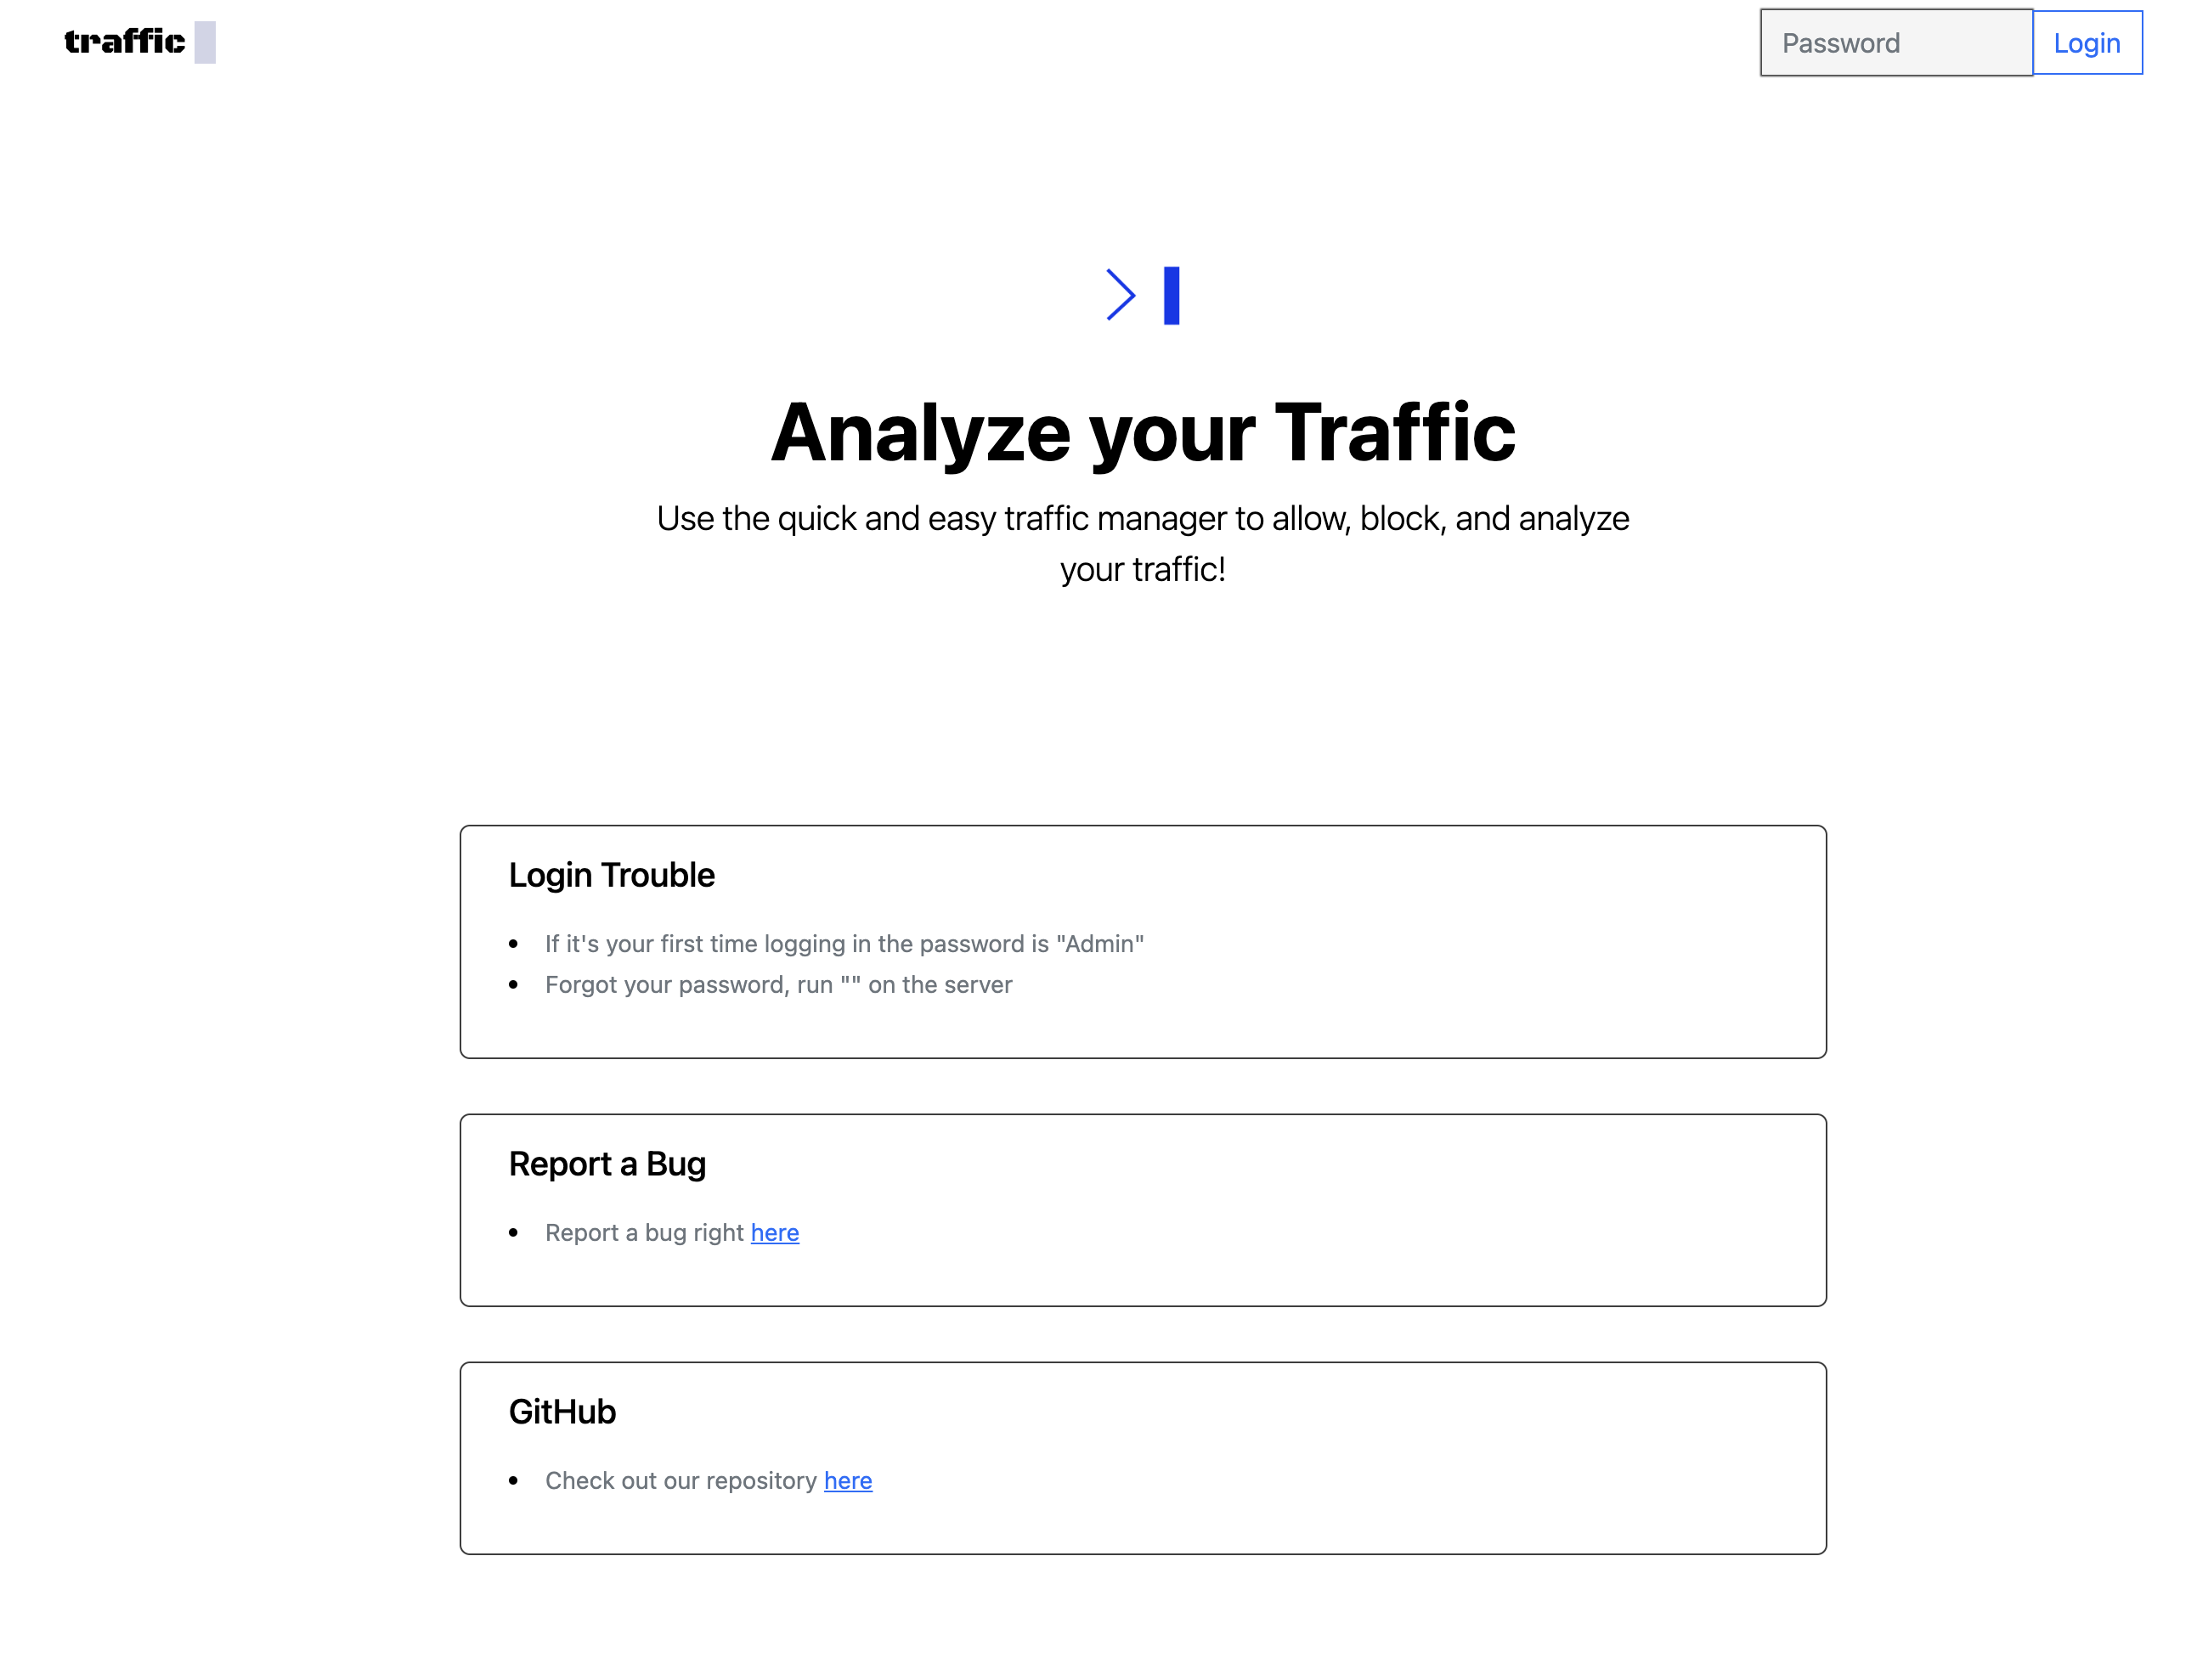 traffic
Password
Login
Analyze your Traffic
Use the quick and easy traffic manager to allow, block, and analyze
your traffic!
Login Trouble
If it's your first time logging in the password is "Admin"
Forgot your password, run "" on the server
Report a Bug
Report a bug right here
GitHub
Check out our repository here